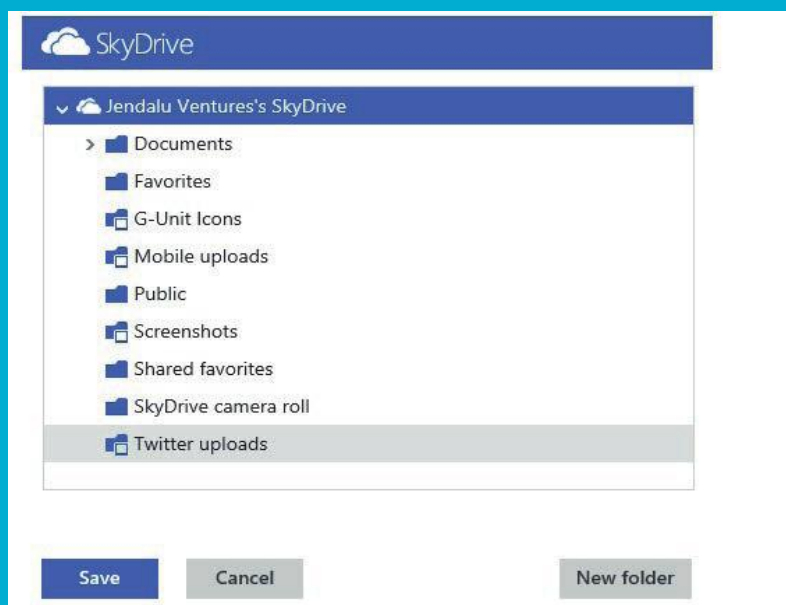 SkyDrive
Jendalu Ventures's SkyDrive
Documents
Favorites
G-Unit Icons
Mobile uploads
Public
Screenshots
Shared favorites
SkyDrive camera roll
Twitter uploads
Save Cancel New folder